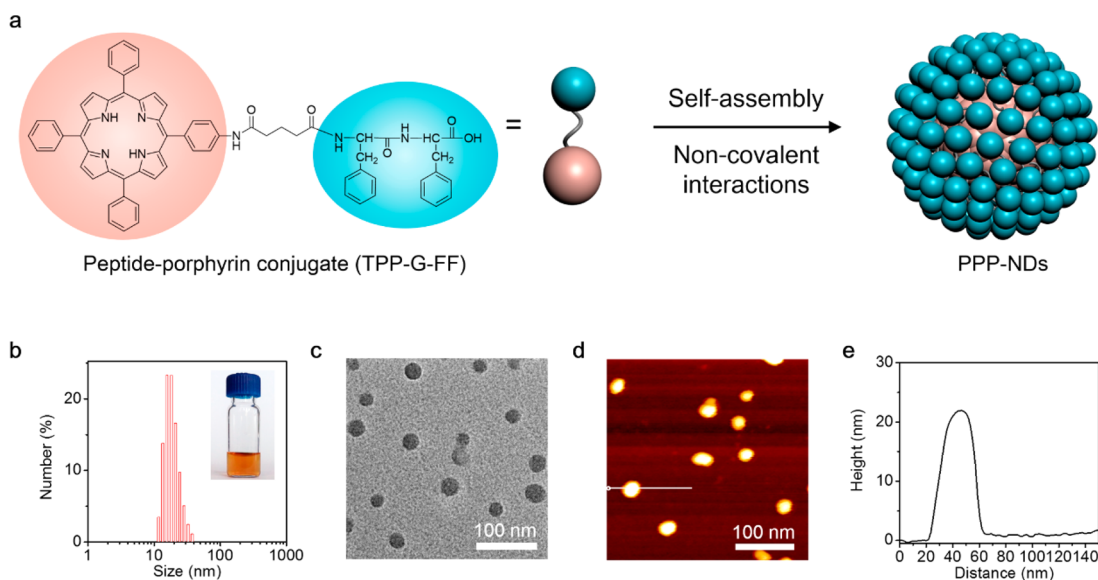 a
NH
N
N
HN
N
H
O
O
H
N
CH
C
O
H
N
HC
C
O
OH
CH2
CH2
=
Self-assembly
Non-covalent
interactions
Peptide-porphyrin conjugate (TPP-G-FF)
PPP-NDs
b
Number (%)
20
10
0
1
10
100
1000
Size (nm)
c
100 nm
d
100 nm
e
Height (nm)
30
20
10
0
0 20 40 60 80 100 120 140
Distance (nm)